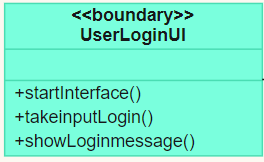 <<boundary>>
UserLoginUI
+startInterface()
+takeinputLogin()
+showLoginmessage()